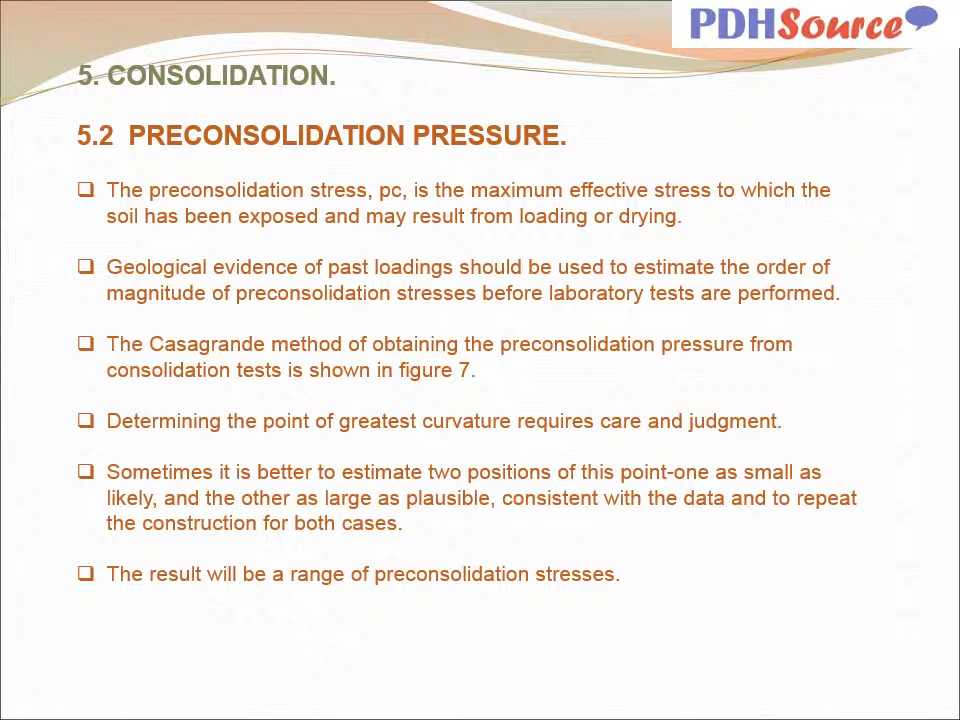 PDHSource
5. CONSOLIDATION.
5.2 PRECONSOLIDATION PRESSURE.
❑ The preconsolidation stress, pc, is the maximum effective stress to which the
soil has been exposed and may result from loading or drying.
❑ Geological evidence of past loadings should be used to estimate the order of
magnitude of preconsolidation stresses before laboratory tests are performed.
❑ The Casagrande method of obtaining the preconsolidation pressure from
consolidation tests is shown in figure 7.
❑ Determining the point of greatest curvature requires care and judgment.
❑ Sometimes it is better to estimate two positions of this point-one as small as
likely, and the other as large as plausible, consistent with the data and to repeat
the construction for both cases.
❑ The result will be a range of preconsolidation stresses.